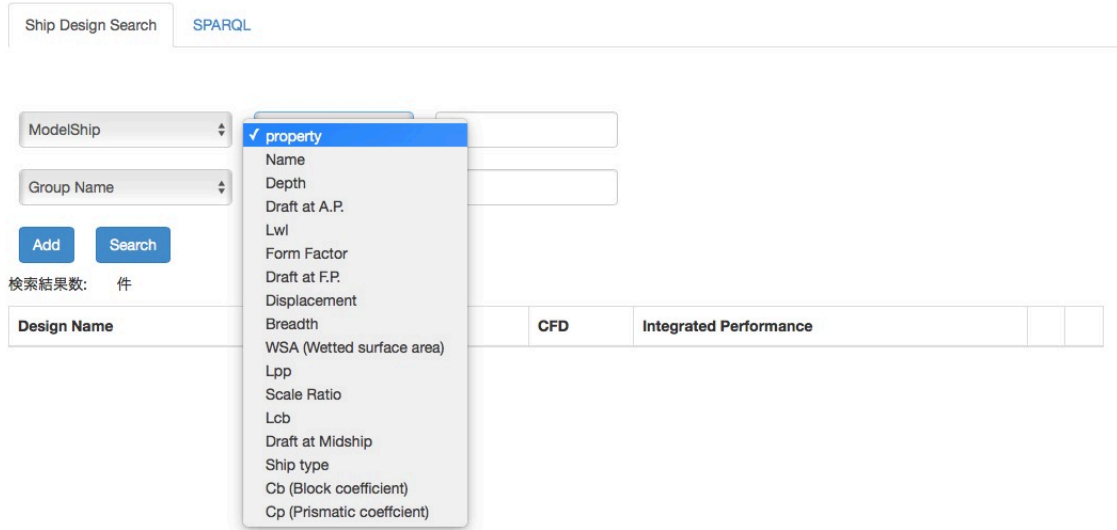 Ship Design Search
SPARQL
ModelShip
✓ property
Name
Depth
Draft at A.P.
Lwl
Form Factor
Draft at F.P.
Displacement
Breadth
WSA (Wetted surface area)
Lpp
Scale Ratio
Lcb
Draft at Midship
Ship type
Cb (Block coefficient)
Cp (Prismatic coeffcient)
Group Name
Add
Search
検索結果数: 件
Design Name
CFD
Integrated Performance